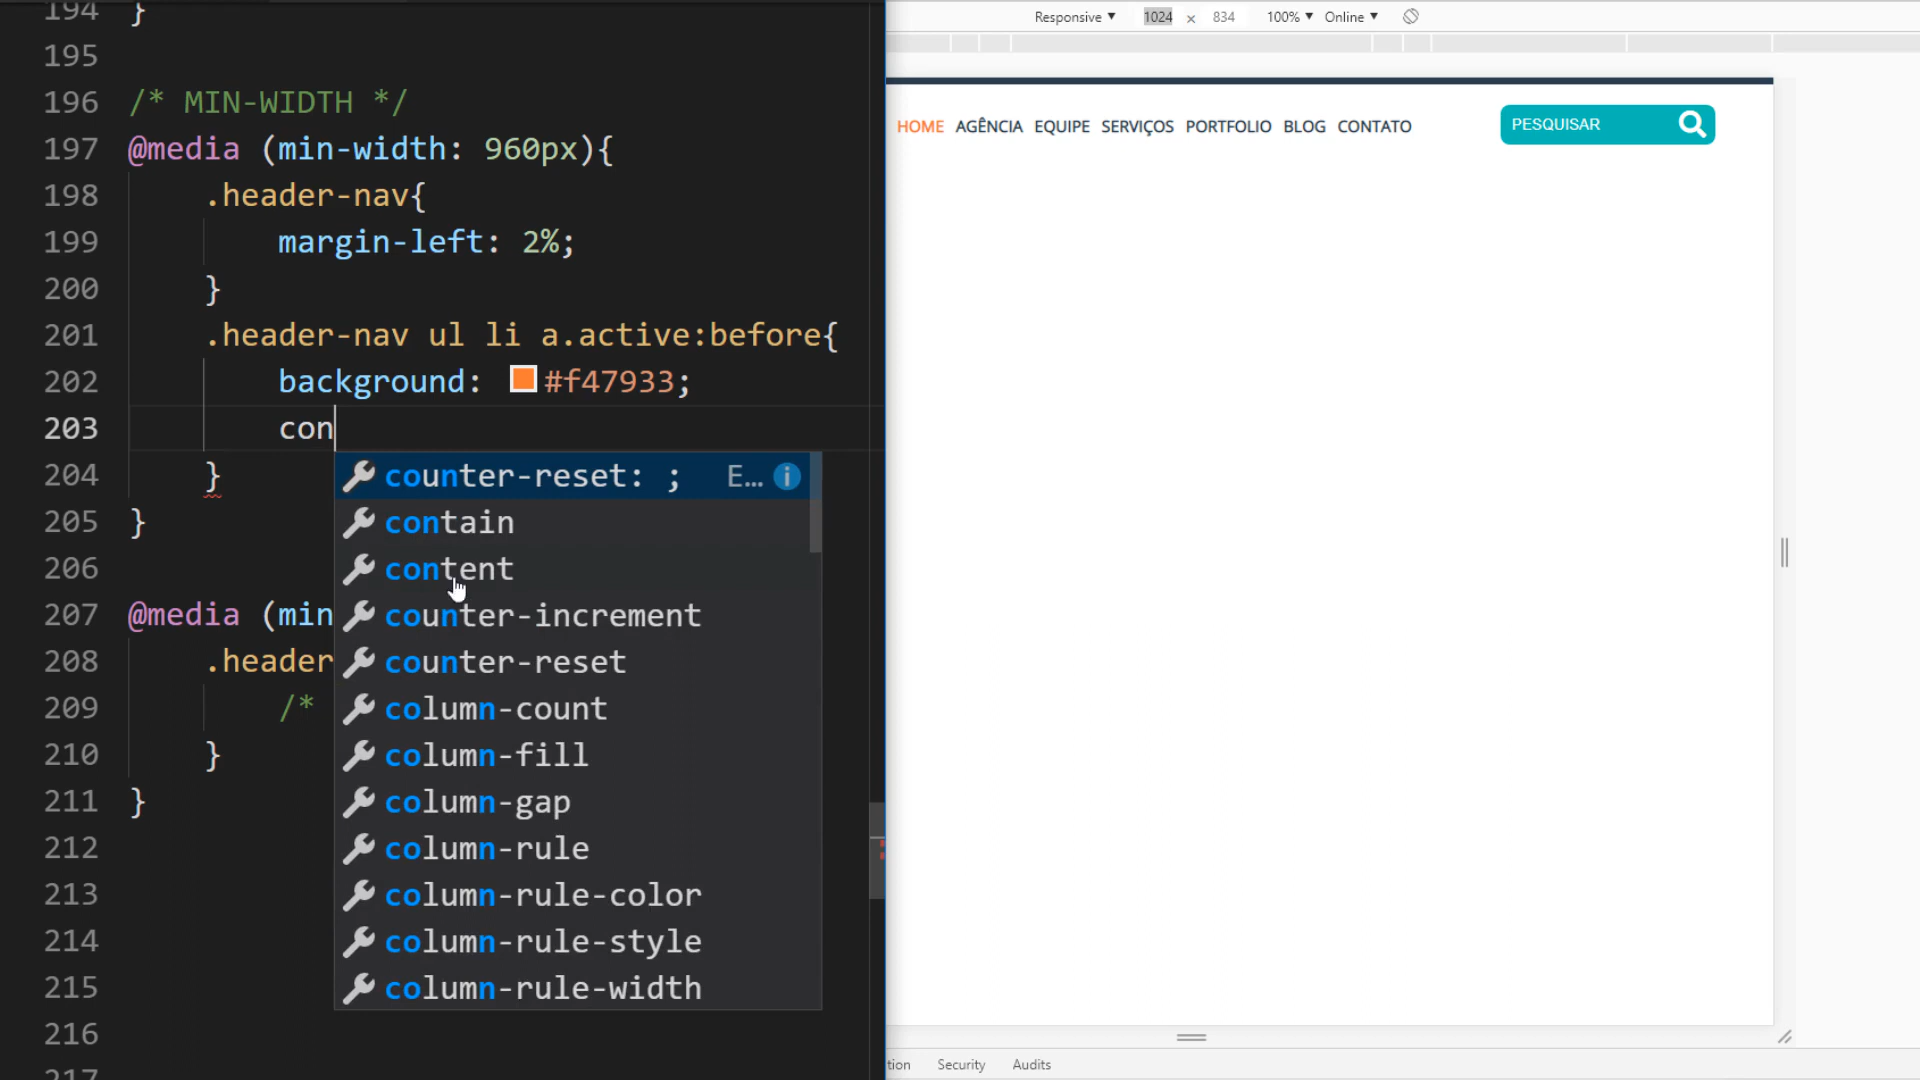 194 }
195
196 /* MIN-WIDTH */
197 @media (min-width: 960px){
198 .header-nav{
199 margin-left: 2%;
200 }
201 .header-nav ul li a.active:before{
202 background: #f47933;
203 con
204 }
205 }
206
207 @media (min
208 .header
209 /*
210 }
211 }
212
213
214
215
216
217
counter-reset: ; E... i
contain
content
counter-increment
counter-reset
column-count
column-fill
column-gap
column-rule
column-rule-color
column-rule-style
column-rule-width
Responsive ▼ 1024 x 834 100% ▼ Online ▼
HOME AGÊNCIA EQUIPE SERVIÇOS PORTFOLIO BLOG CONTATO PESQUISAR
tion Security Audits